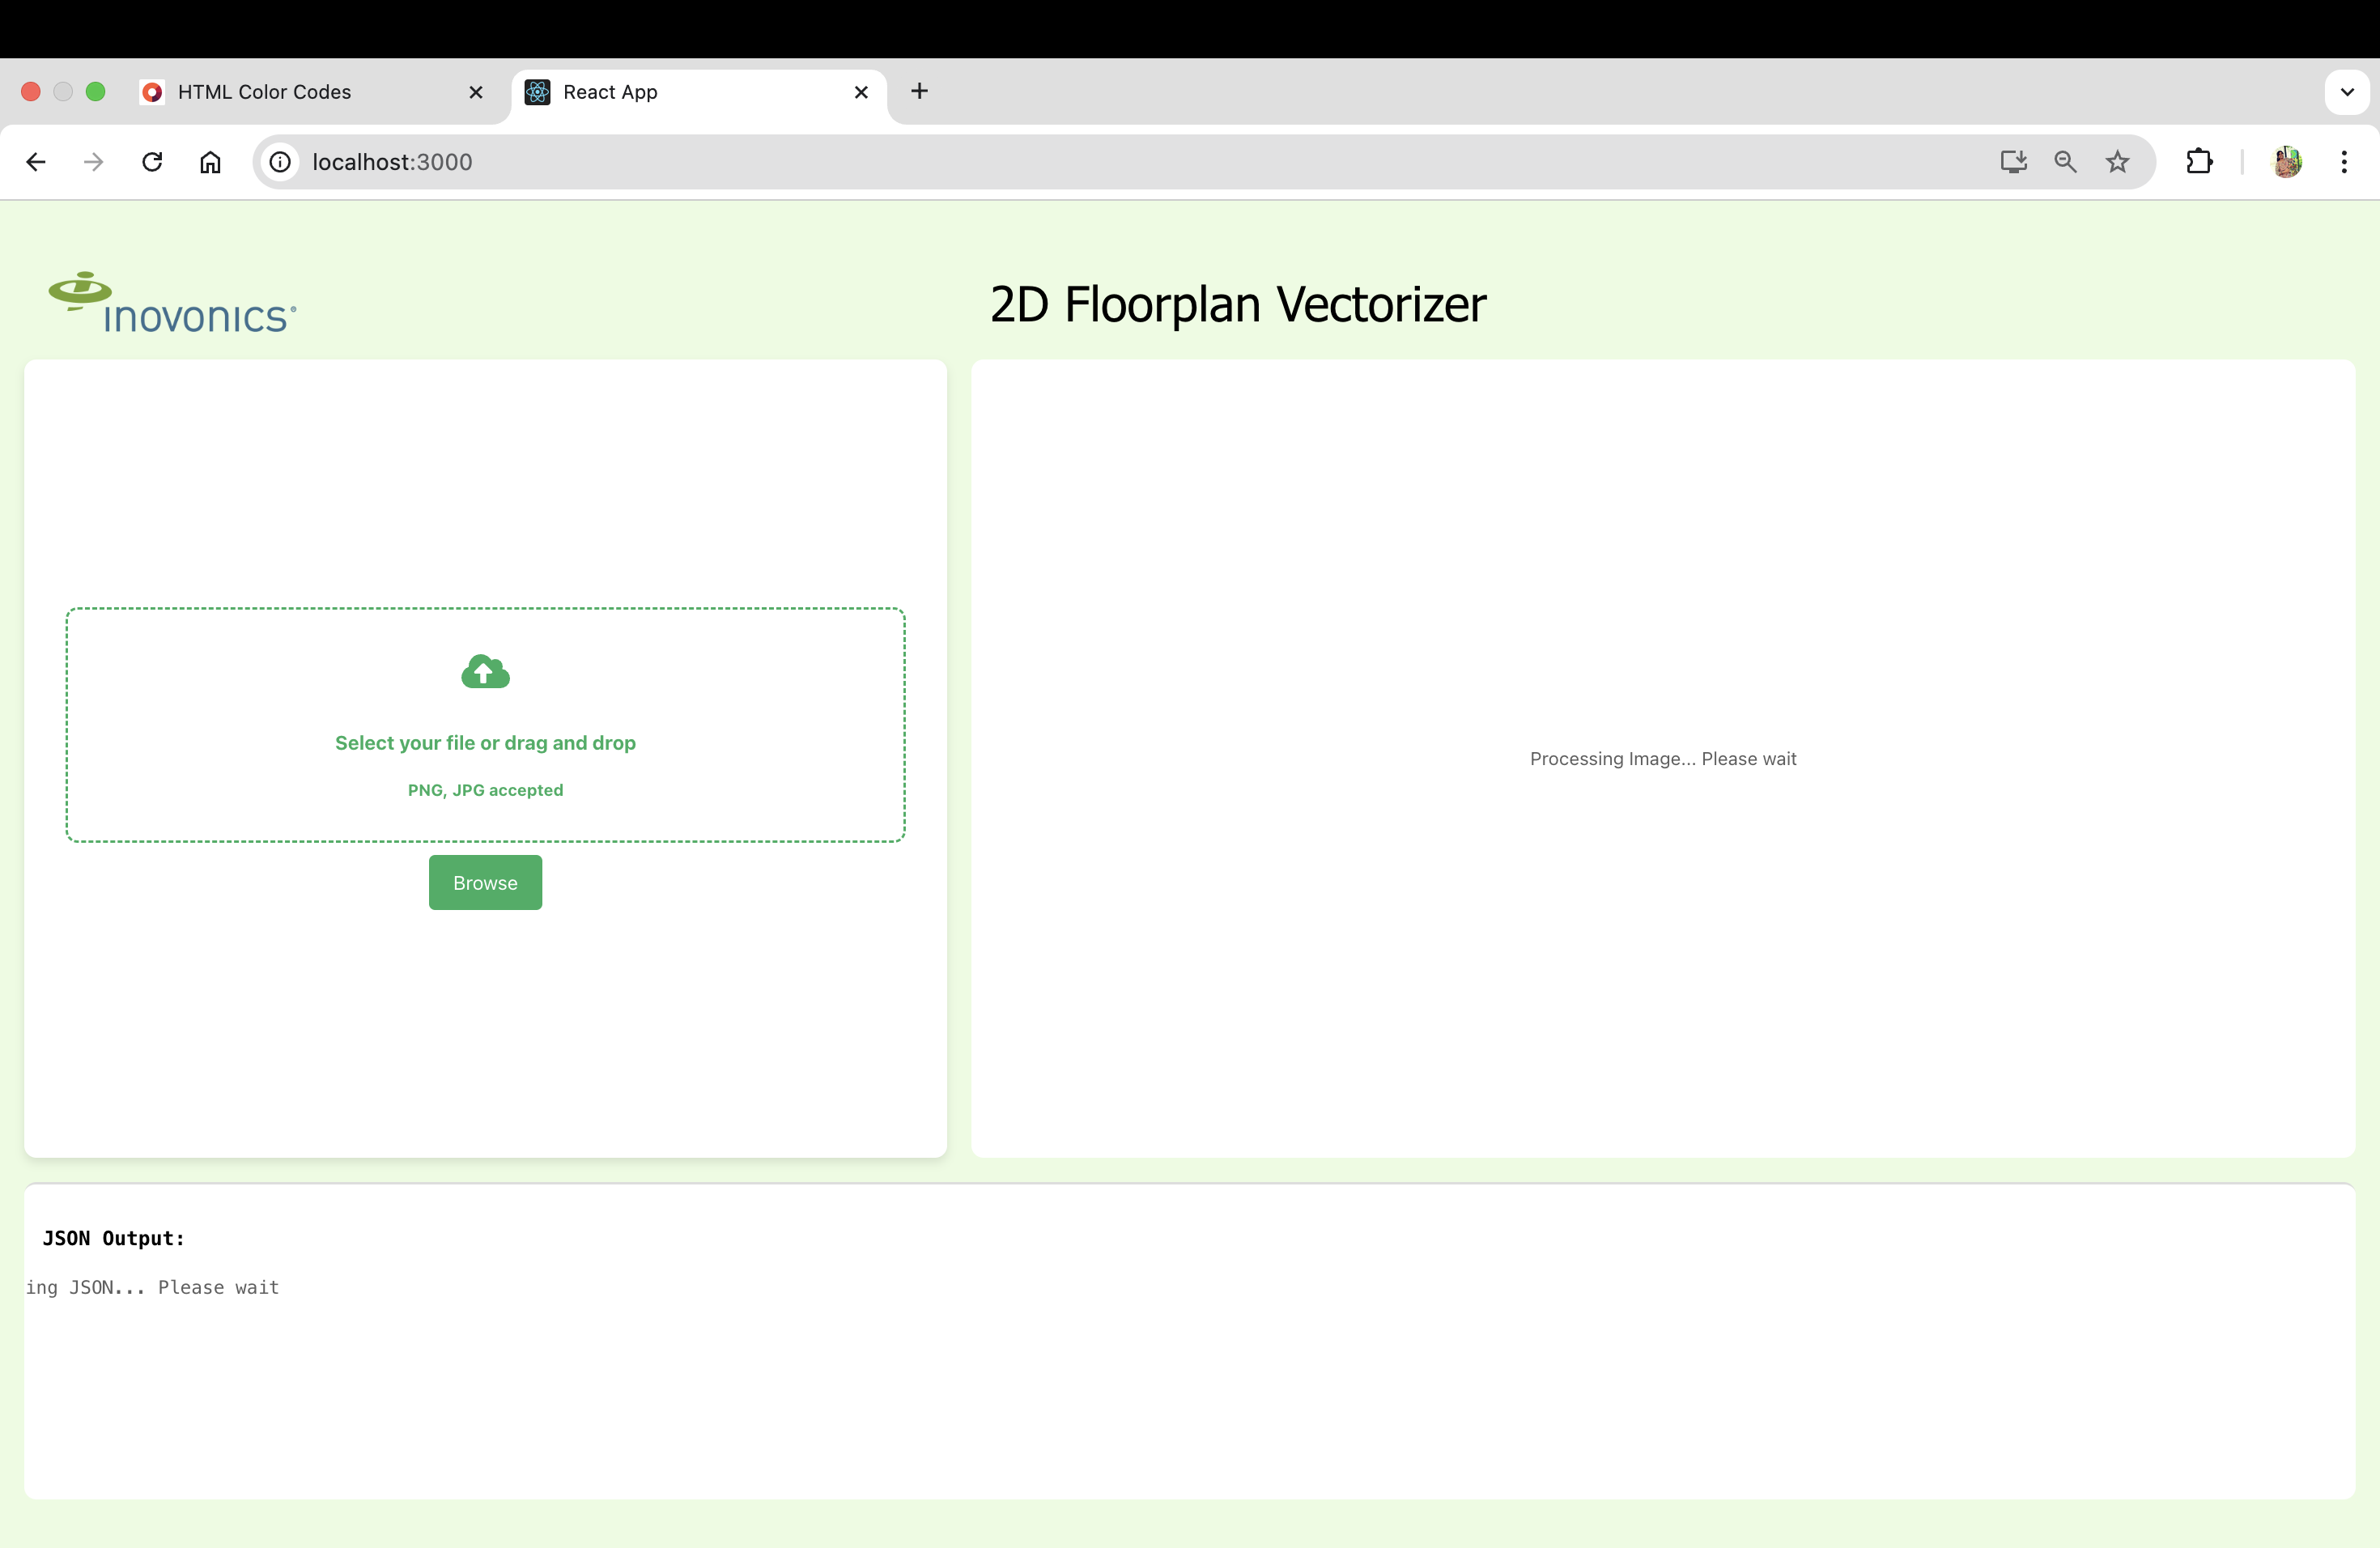 HTML Color Codes
React App
localhost:3000
inovonics®
2D Floorplan Vectorizer
Select your file or drag and drop
PNG, JPG accepted
Browse
Processing Image... Please wait
JSON Output:
ing JSON... Please wait